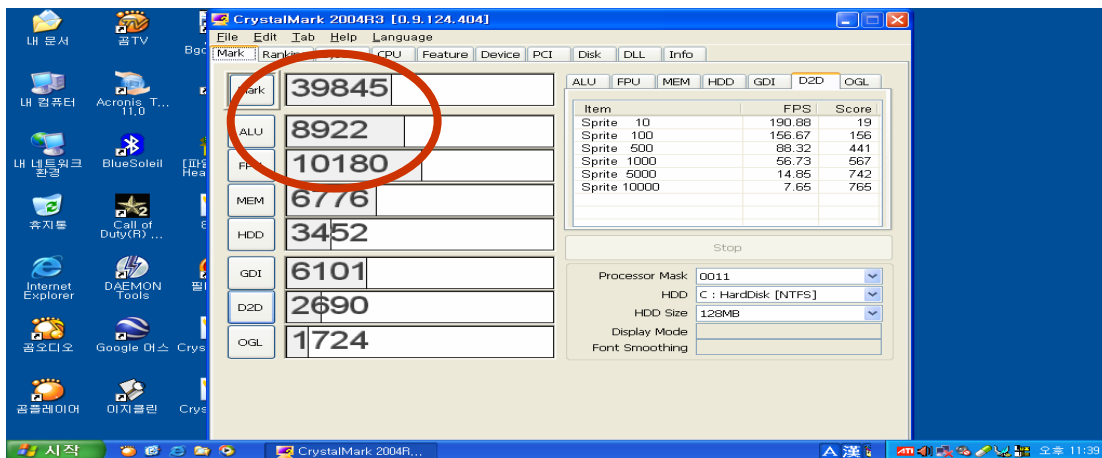 CrystalMark 2004R3 [0.9.124.404]
File Edit Tab Help Language
Mark CPU Feature Device PCI Disk DLL Info
39845
ALU 8922
10180
MEM 6776
HDD 3452
GDI 6101
D2D 2690
OGL 1724
ALU FPU MEM HDD GDI D2D OGL
Item FPS Score
Sprite 10 190.88 19
Sprite 100 156.67 156
Sprite 500 88.32 441
Sprite 1000 56.73 567
Sprite 5000 14.85 742
Sprite 10000 7.65 765
Stop
Processor Mask 0011
HDD C : HardDisk [NTFS]
HDD Size 128MB
Display Mode
Font Smoothing
내 문서
곰TV
내 컴퓨터
Acronis T...
11,0
내 네트워크
환경
BlueSoleil
휴지통
Call of
Duty(R) ...
Internet
Explorer
DAEMON
Tools
곰오디오
Google 어스
Crys
곰플레이어
이지클린
Crys
시작
CrystalMark 2004R...
A 漢
오후 11:39